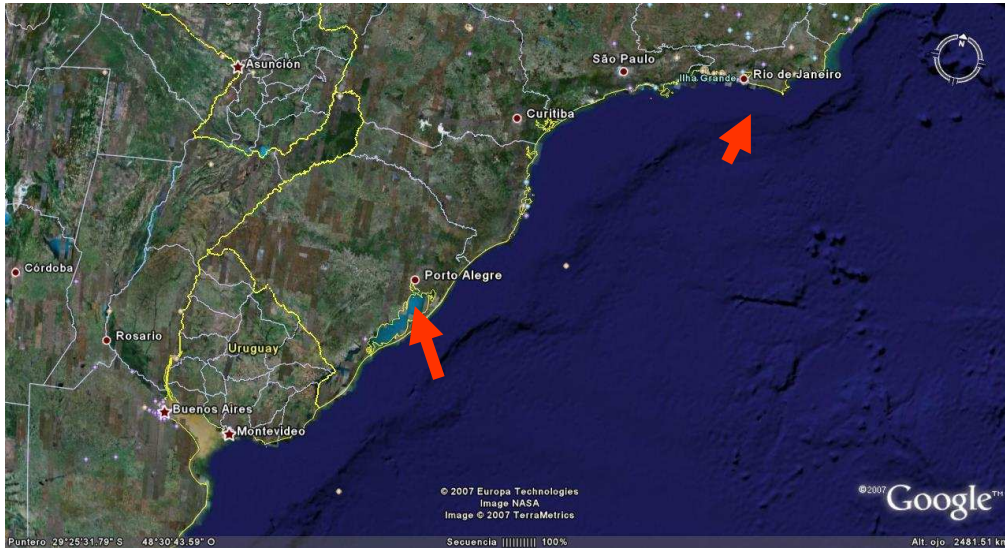 São Paulo
Ilha Grande
Rio de Janeiro
N
Asunción
Curitiba
Córdoba
Porto Alegre
Rosario
Uruguay
Buenos Aires
Montevideo
© 2007 Europa Technologies
Image NASA
Image © 2007 TerraMetrics
©2007 Google™
Puntero 29°25'31.79" S 48°30'43.59" O Secuencia |||||||||| 100% Alt. ojo 2481.51 km